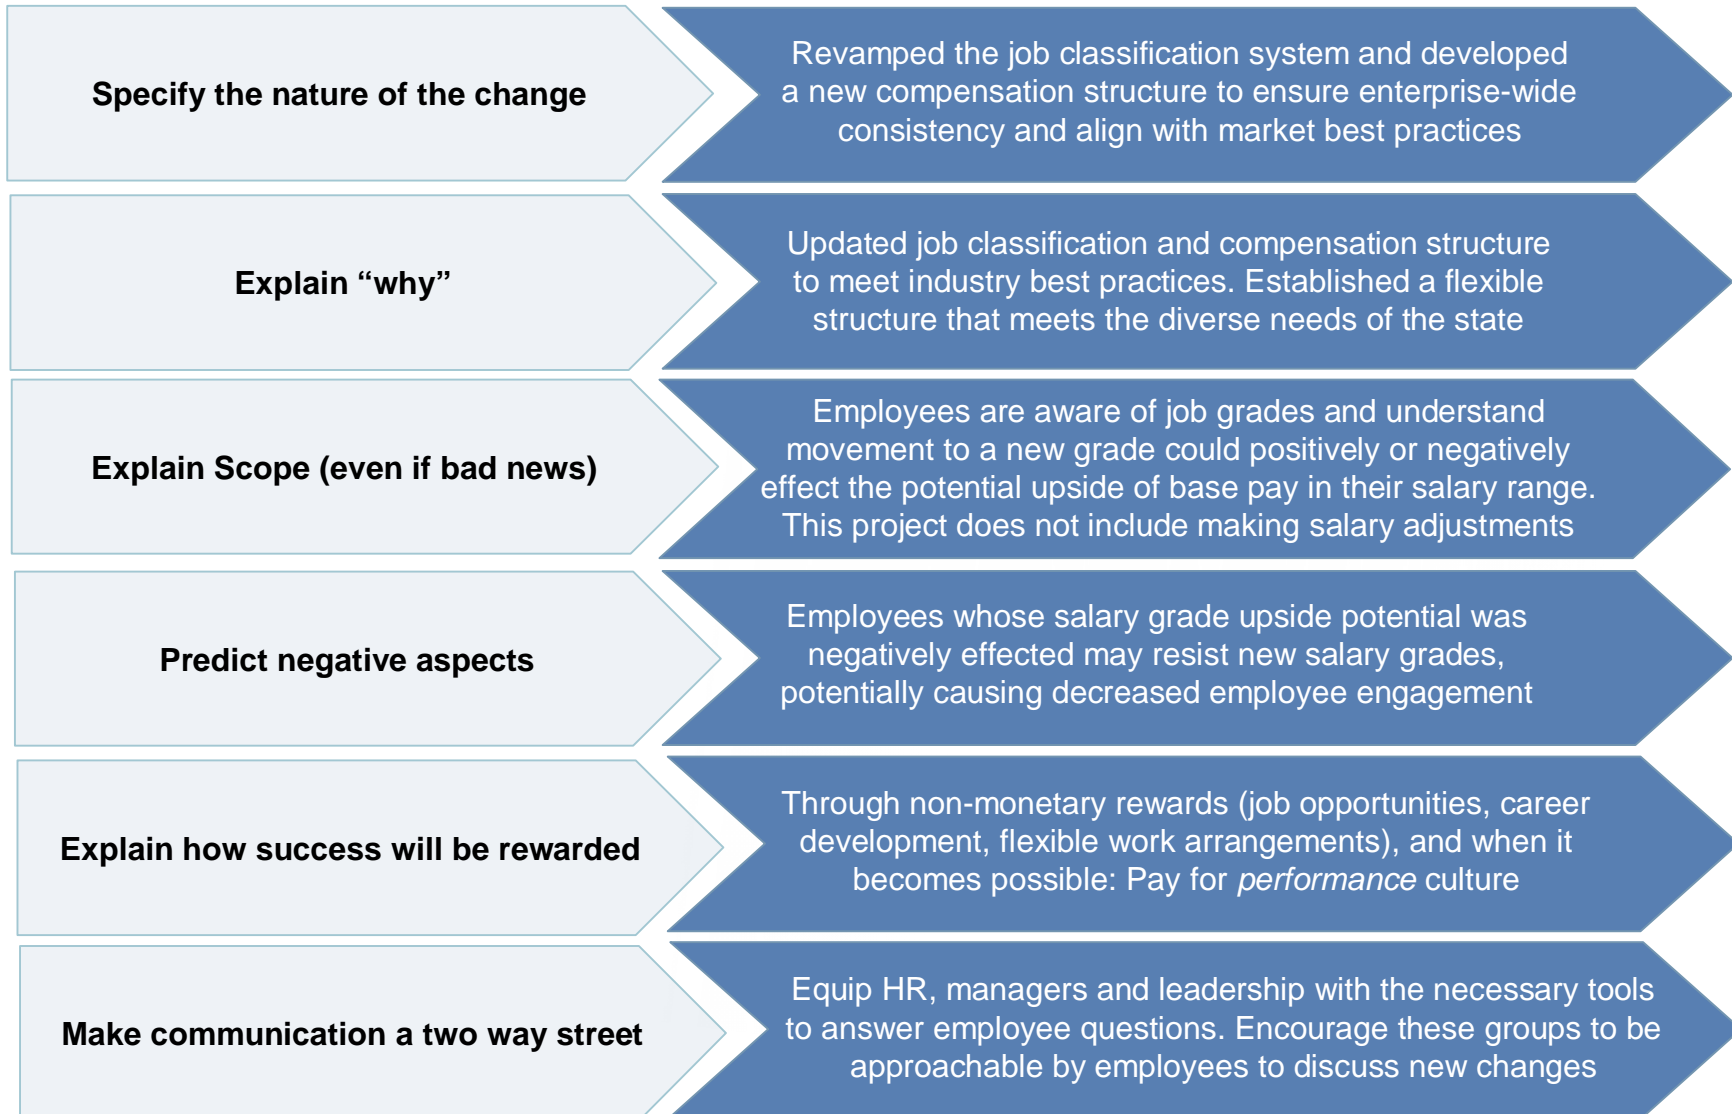 Specify the nature of the change
Revamped the job classification system and developed
a new compensation structure to ensure enterprise-wide
consistency and align with market best practices
Explain “why”
Updated job classification and compensation structure
to meet industry best practices. Established a flexible
structure that meets the diverse needs of the state
Explain Scope (even if bad news)
Employees are aware of job grades and understand
movement to a new grade could positively or negatively
effect the potential upside of base pay in their salary range.
This project does not include making salary adjustments
Predict negative aspects
Employees whose salary grade upside potential was
negatively effected may resist new salary grades,
potentially causing decreased employee engagement
Explain how success will be rewarded
Through non-monetary rewards (job opportunities, career
development, flexible work arrangements), and when it
becomes possible: Pay for performance culture
Make communication a two way street
Equip HR, managers and leadership with the necessary tools
to answer employee questions. Encourage these groups to be
approachable by employees to discuss new changes